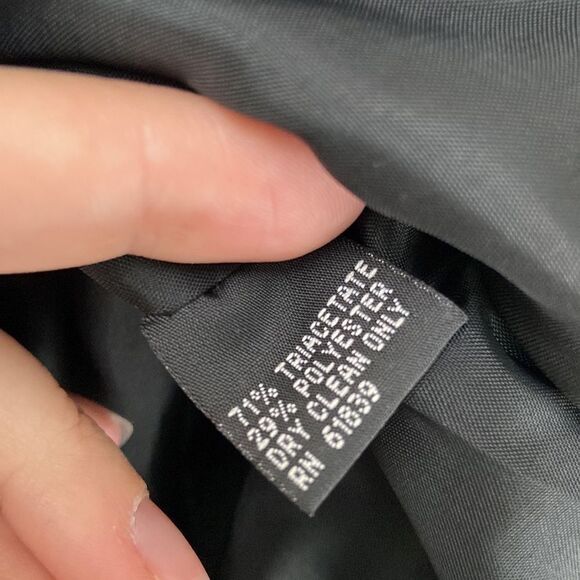 71% TRIACETATE
29% POLYESTER
DRY CLEAN ONLY
RN 61839